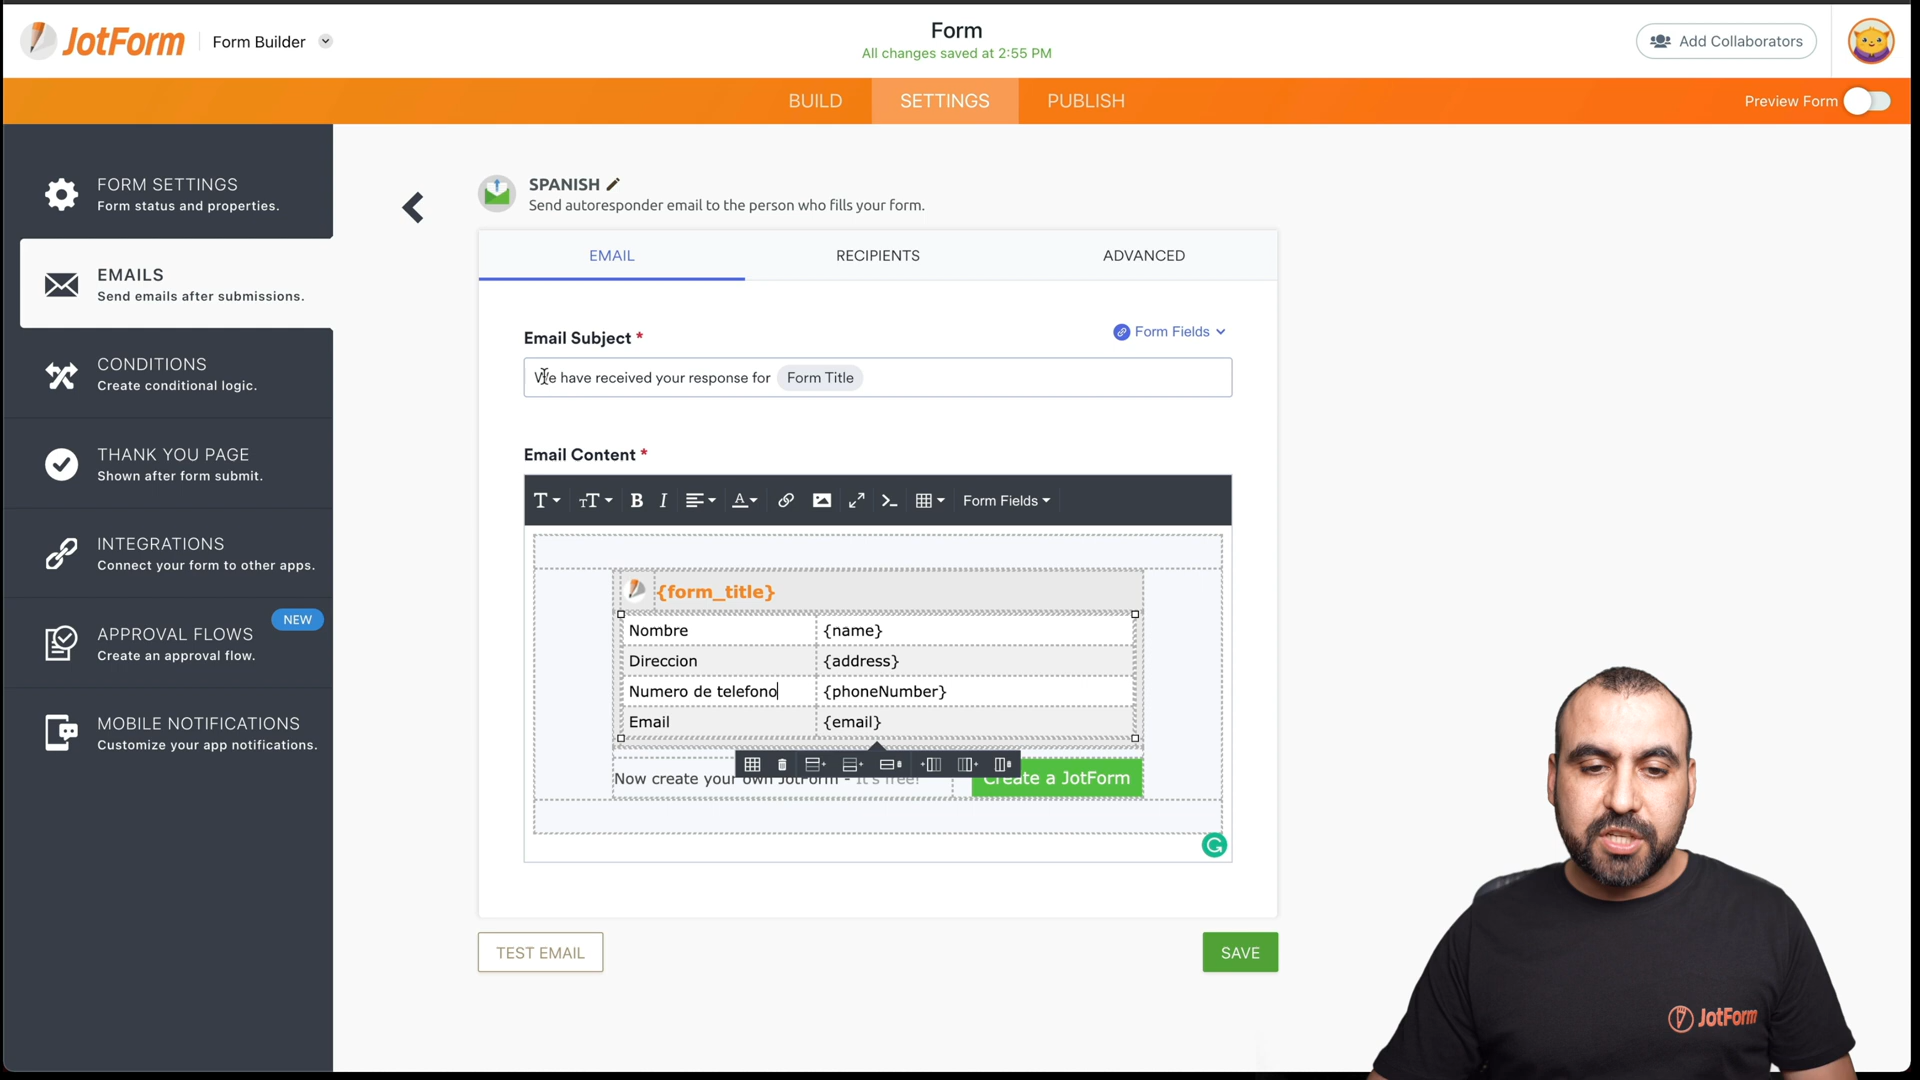 JotForm
Form Builder
Form
All changes saved at 2:55 PM
Add Collaborators
BUILD
SETTINGS
PUBLISH
Preview Form
FORM SETTINGS
Form status and properties.
EMAILS
Send emails after submissions.
CONDITIONS
Create conditional logic.
THANK YOU PAGE
Shown after form submit.
INTEGRATIONS
Connect your form to other apps.
NEW
APPROVAL FLOWS
Create an approval flow.
MOBILE NOTIFICATIONS
Customize your app notifications.
SPANISH
Send autoresponder email to the person who fills your form.
EMAIL
RECIPIENTS
ADVANCED
Email Subject *
Form Fields
We have received your response for Form Title
Email Content *
Form Fields
{form_title}
Nombre {name}
Direccion {address}
Numero de telefono {phoneNumber}
Email {email}
Now create your own JotForm - It's free!
Create a JotForm
TEST EMAIL
SAVE
JotForm